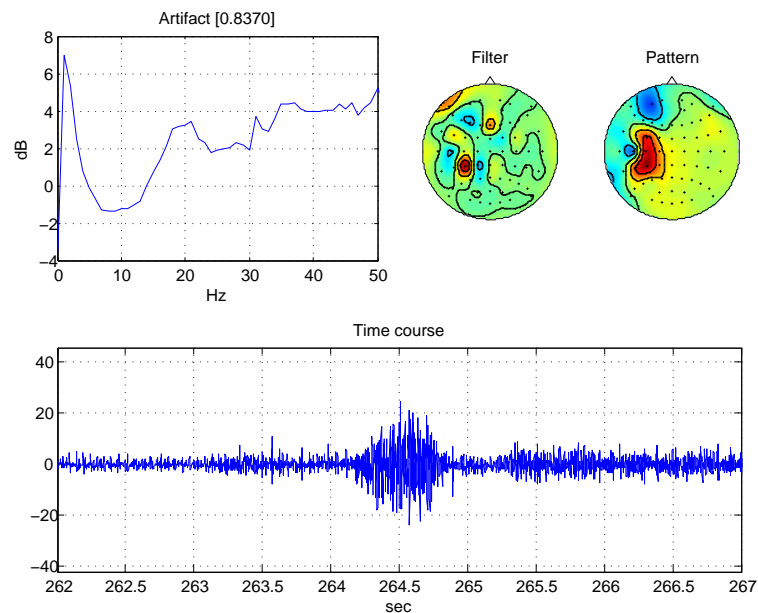 Artifact [0.8370]
Filter
Pattern
8
6
4
2
0
−2
−4
dB
0 10 20 30 40 50
Hz
Time course
40
20
0
−20
−40
262 262.5 263 263.5 264 264.5 265 265.5 266 266.5 267
sec